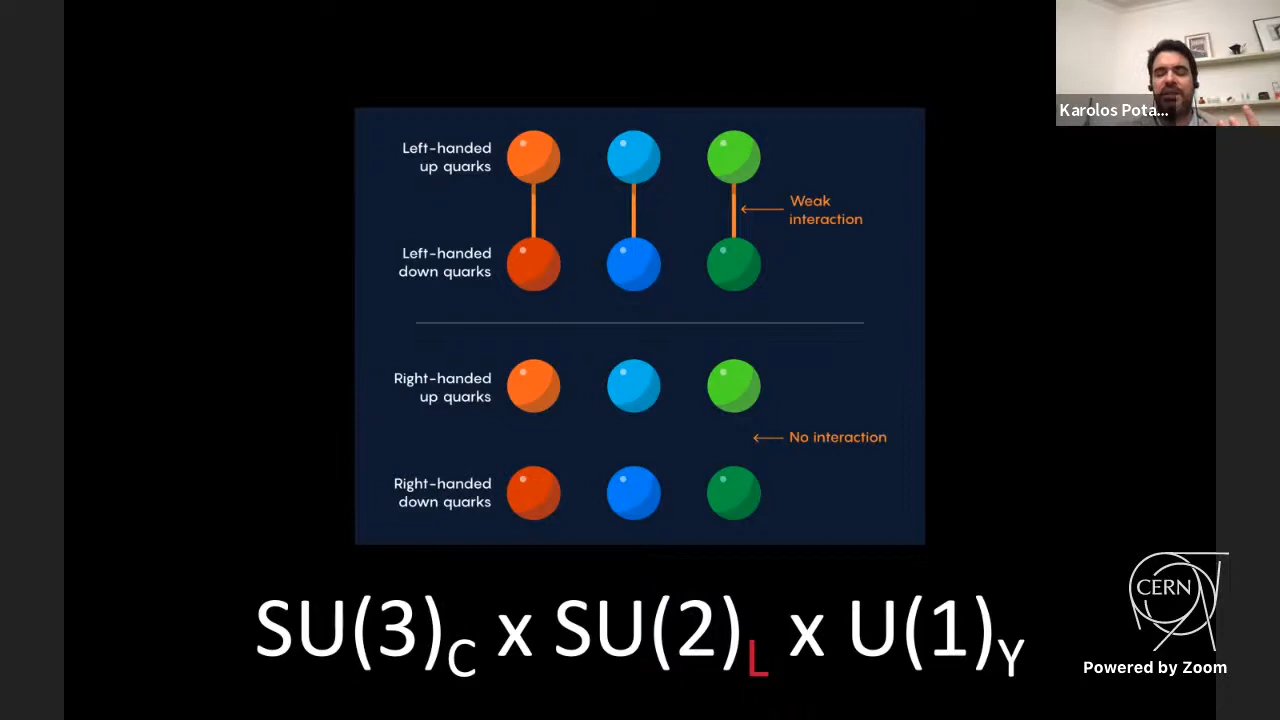 Karolos Pota...
Left-handed
up quarks
Weak
interaction
Left-handed
down quarks
Right-handed
up quarks
No interaction
Right-handed
down quarks
CERN
SU(3)C x SU(2)L x U(1)Y
Powered by Zoom